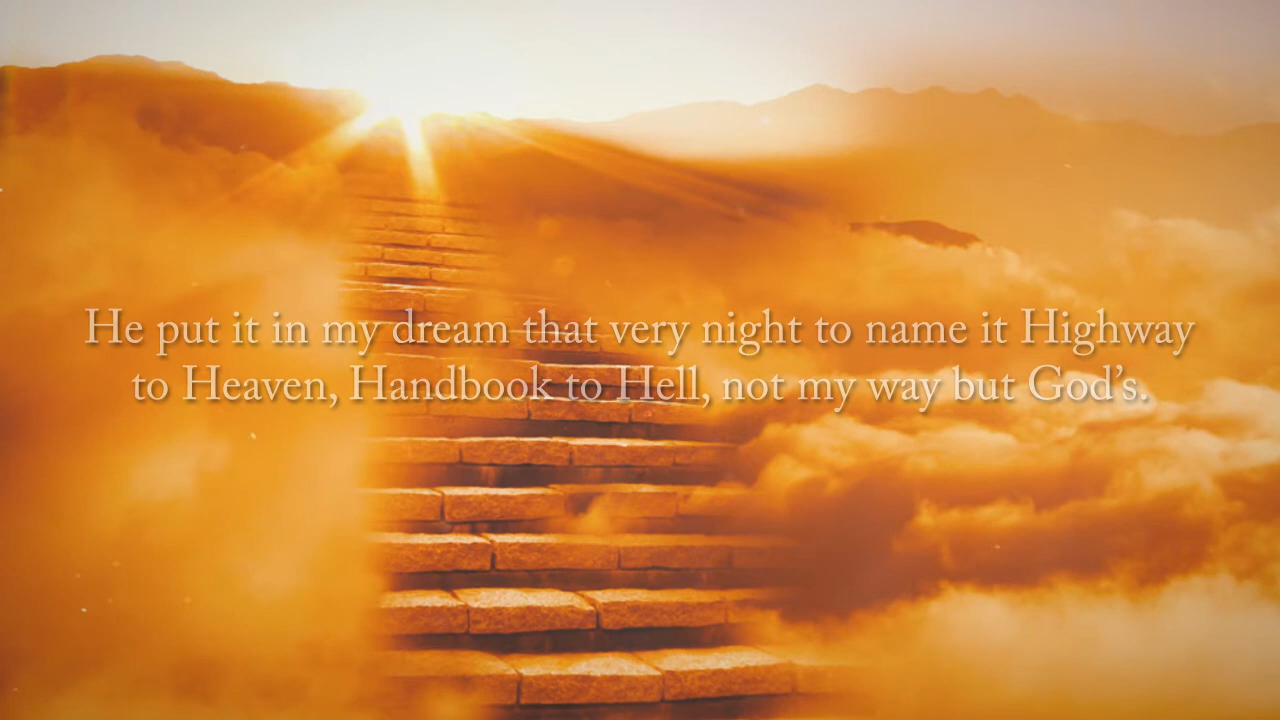 He put it in my dream that very night to name it Highway
to Heaven, Handbook to Hell, not my way but God’s.